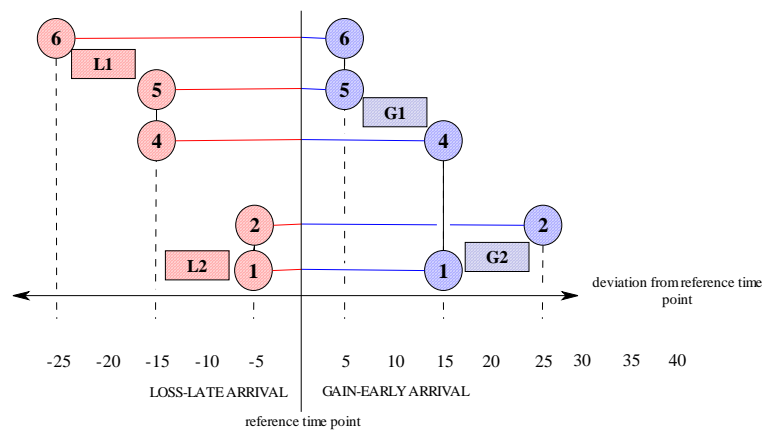 6 6
L1
5 5
G1
4 4
2 2
L2 1 1 G2
deviation from reference time
point
-25 -20 -15 -10 -5 5 10 15 20 25 30 35 40
LOSS-LATE ARRIVAL GAIN-EARLY ARRIVAL
reference time point